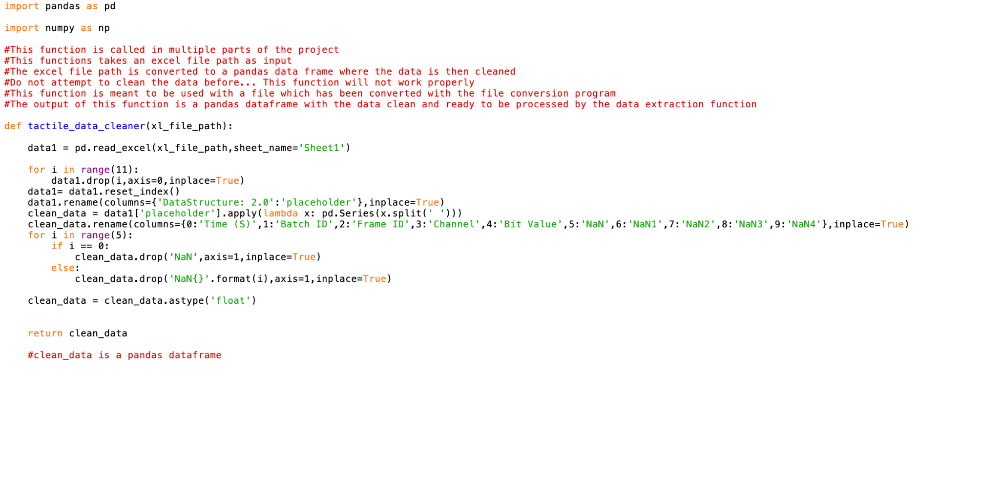 import pandas as pd
import numpy as np
#This function is called in multiple parts of the project
#This functions takes an excel file path as input
#The excel file path is converted to a pandas data frame where the data is then cleaned
#Do not attempt to clean the data before... This function will not work properly
#This function is meant to be used with a file which has been converted with the file conversion program
#The output of this function is a pandas dataframe with the data clean and ready to be processed by the data extraction function
def tactile_data_cleaner(xl_file_path):
    data1 = pd.read_excel(xl_file_path,sheet_name='Sheet1')
    for i in range(11):
        data1.drop(i,axis=0,inplace=True)
    data1= data1.reset_index()
    data1.rename(columns={'DataStructure: 2.0':'placeholder'},inplace=True)
    clean_data = data1['placeholder'].apply(lambda x: pd.Series(x.split(' ')))
    clean_data.rename(columns={0:'Time (S)',1:'Batch ID',2:'Frame ID',3:'Channel',4:'Bit Value',5:'NaN',6:'NaN1',7:'NaN2',8:'NaN3',9:'NaN4'},inplace=True)
    for i in range(5):
        if i == 0:
            clean_data.drop('NaN',axis=1,inplace=True)
        else:
            clean_data.drop('NaN{}'.format(i),axis=1,inplace=True)
    clean_data = clean_data.astype('float')
    return clean_data
    #clean_data is a pandas dataframe